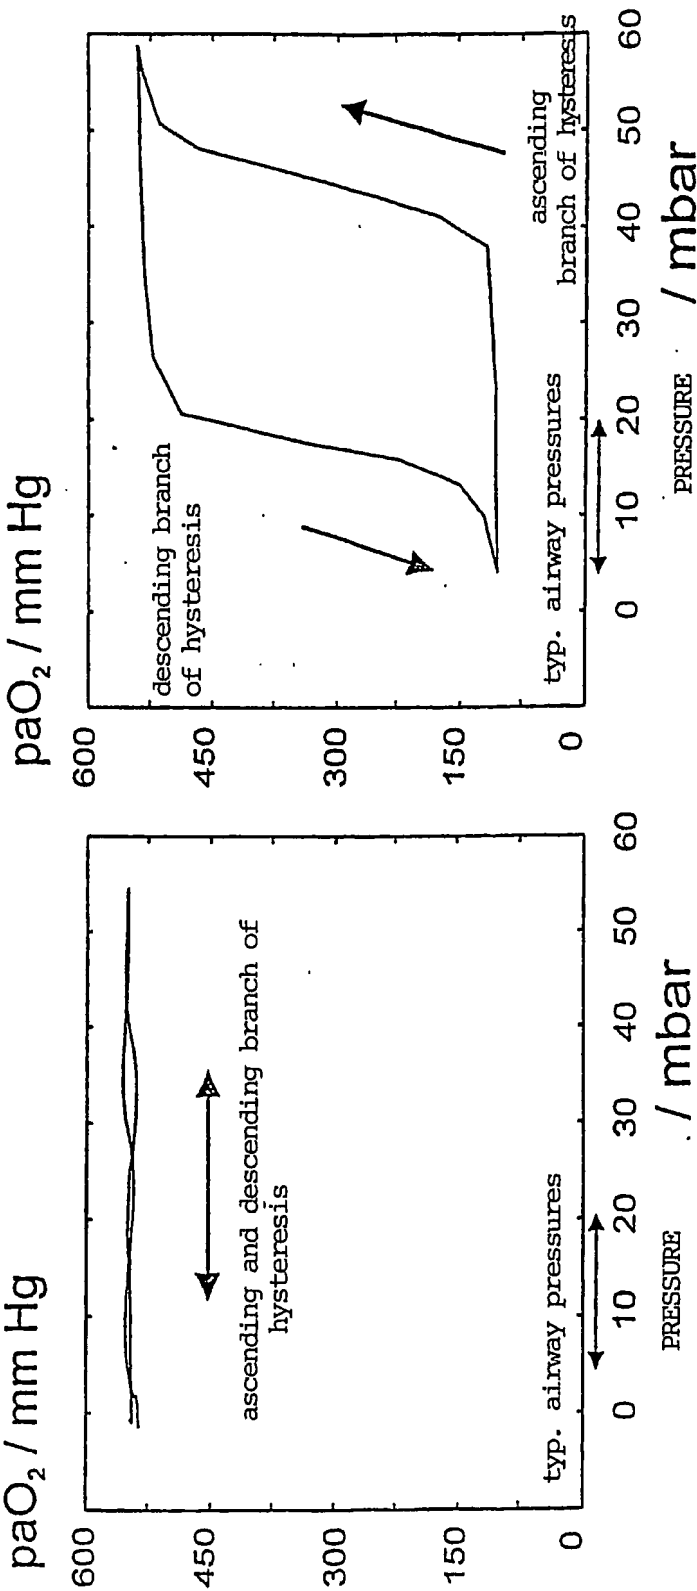 paO₂ / mm Hg
600
450
300
150
0
ascending and descending branch of
hysteresis
typ. airway pressures
0
10
20
30
40
50
60
PRESSURE / mbar
paO₂ / mm Hg
600
450
300
150
0
descending branch
of hysteresis
ascending
branch of hysteresis
typ. airway pressures
0
10
20
30
40
50
60
PRESSURE / mbar